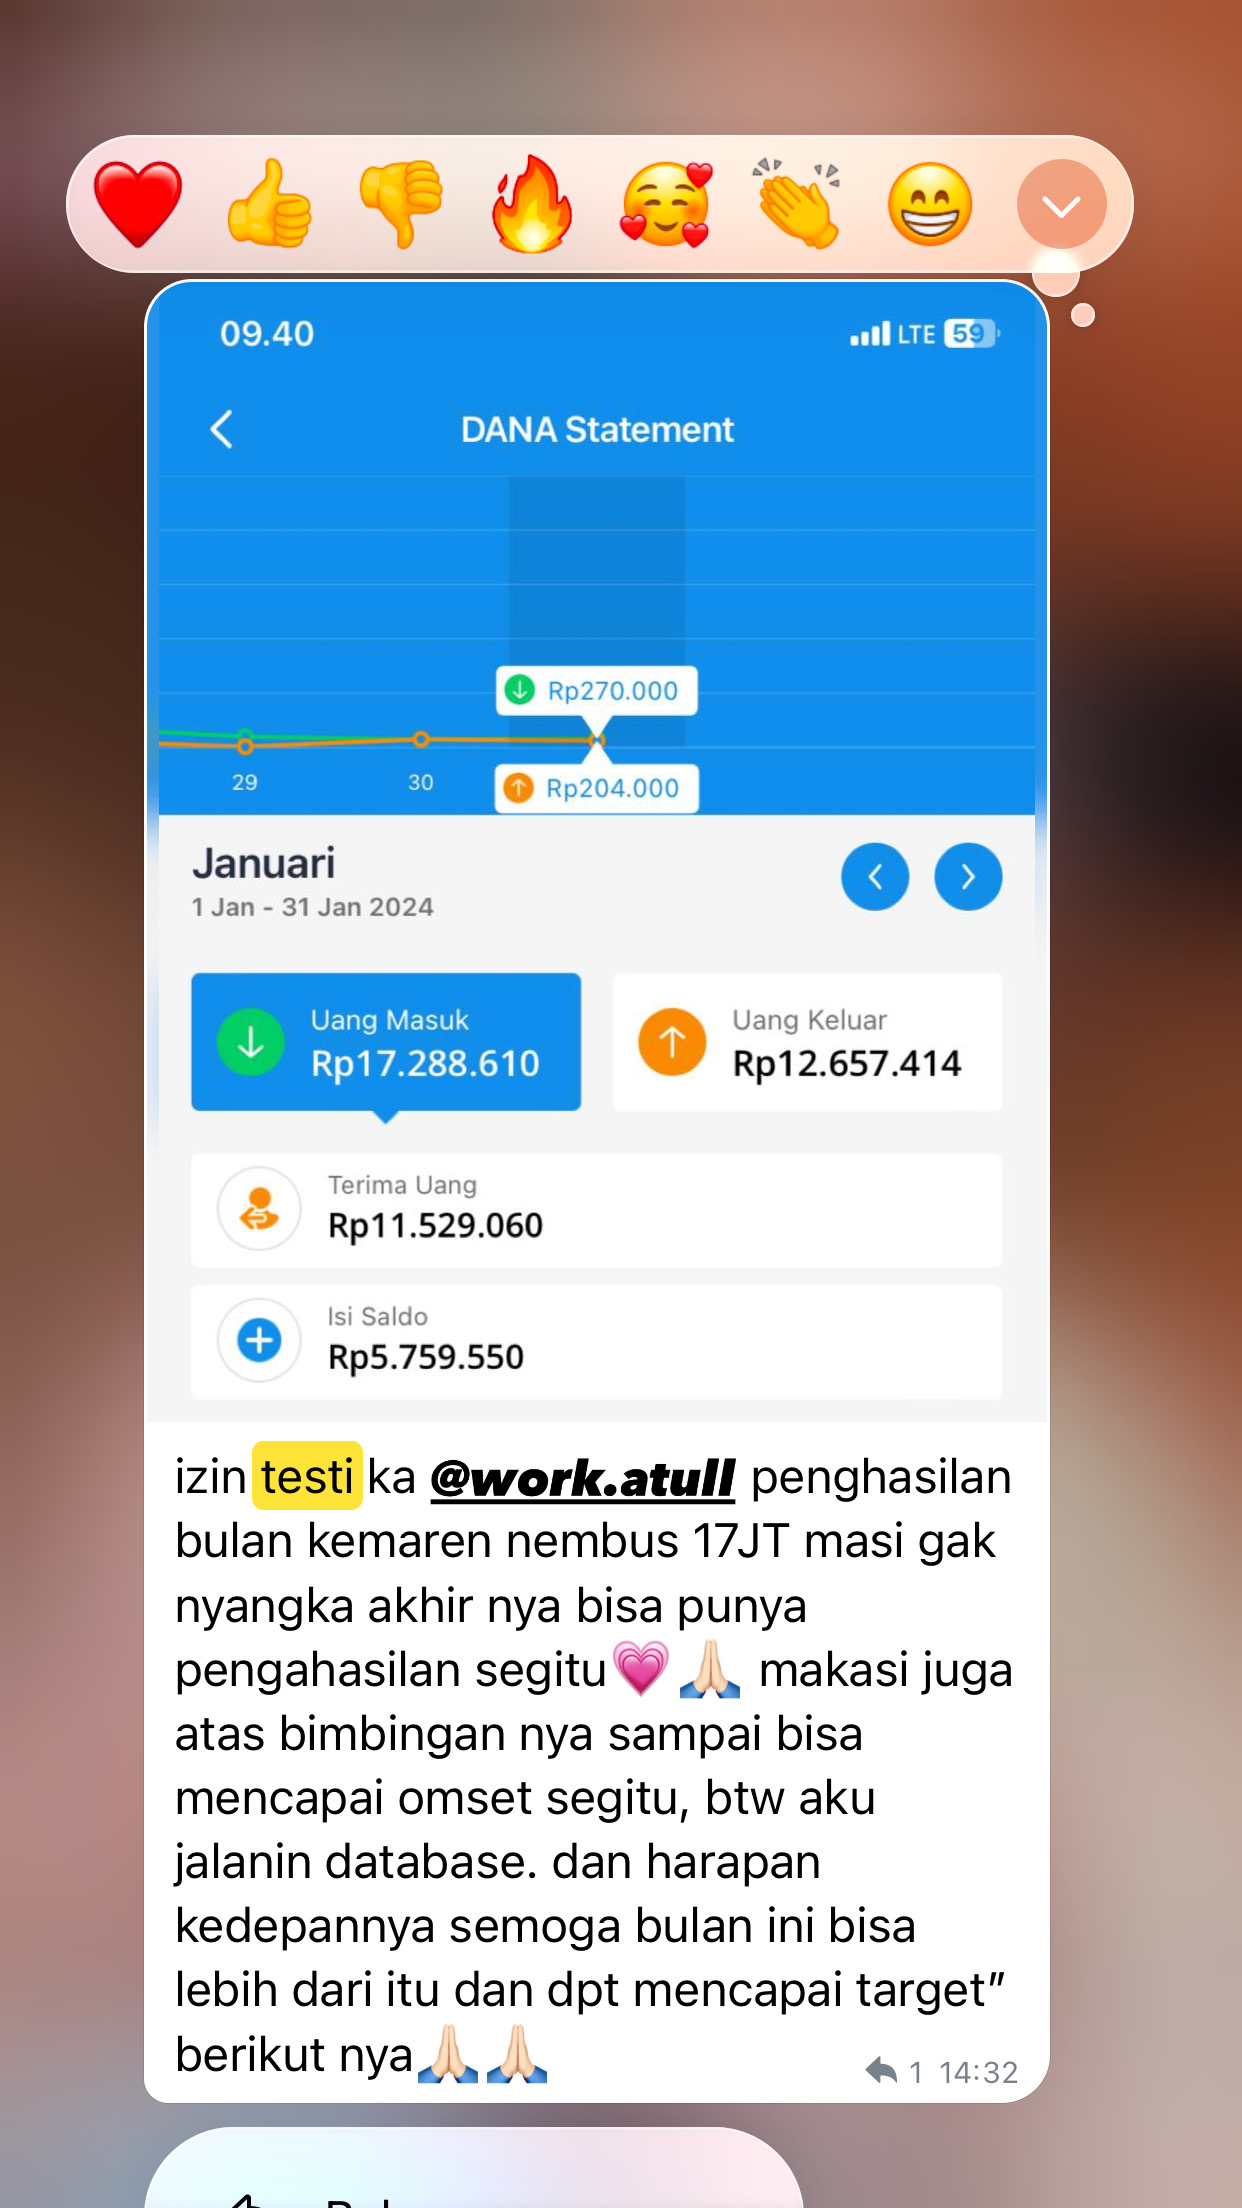 09.40
LTE 59
DANA Statement
Rp270.000
29
30
Rp204.000
Januari
1 Jan - 31 Jan 2024
Uang Masuk
Rp17.288.610
Uang Keluar
Rp12.657.414
Terima Uang
Rp11.529.060
Isi Saldo
Rp5.759.550
izin testi ka @work.atull penghasilan
bulan kemaren nembus 17JT masi gak
nyangka akhir nya bisa punya
pengahasilan segitu💗🙏🏻 makasi juga
atas bimbingan nya sampai bisa
mencapai omset segitu, btw aku
jalanin database. dan harapan
kedepannya semoga bulan ini bisa
lebih dari itu dan dpt mencapai target”
berikut nya🙏🏻🙏🏻
1 14:32